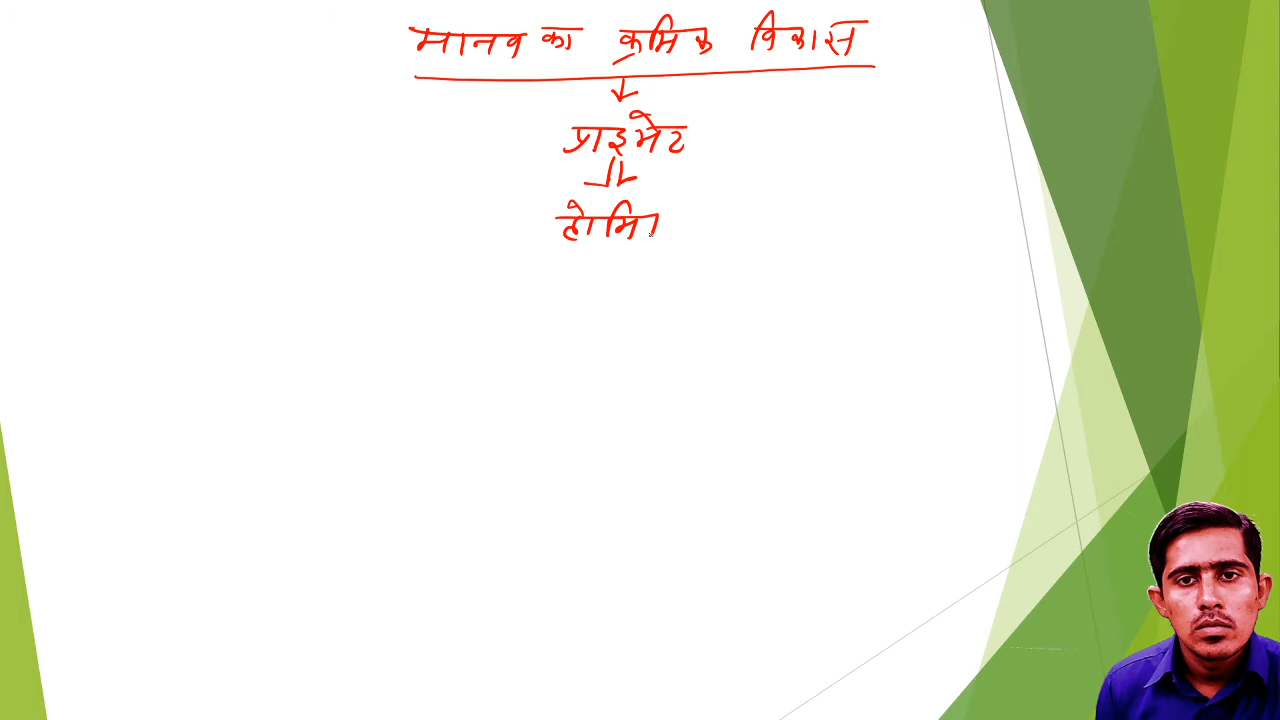 मानव का क्रमिक विकास
प्राइमेट